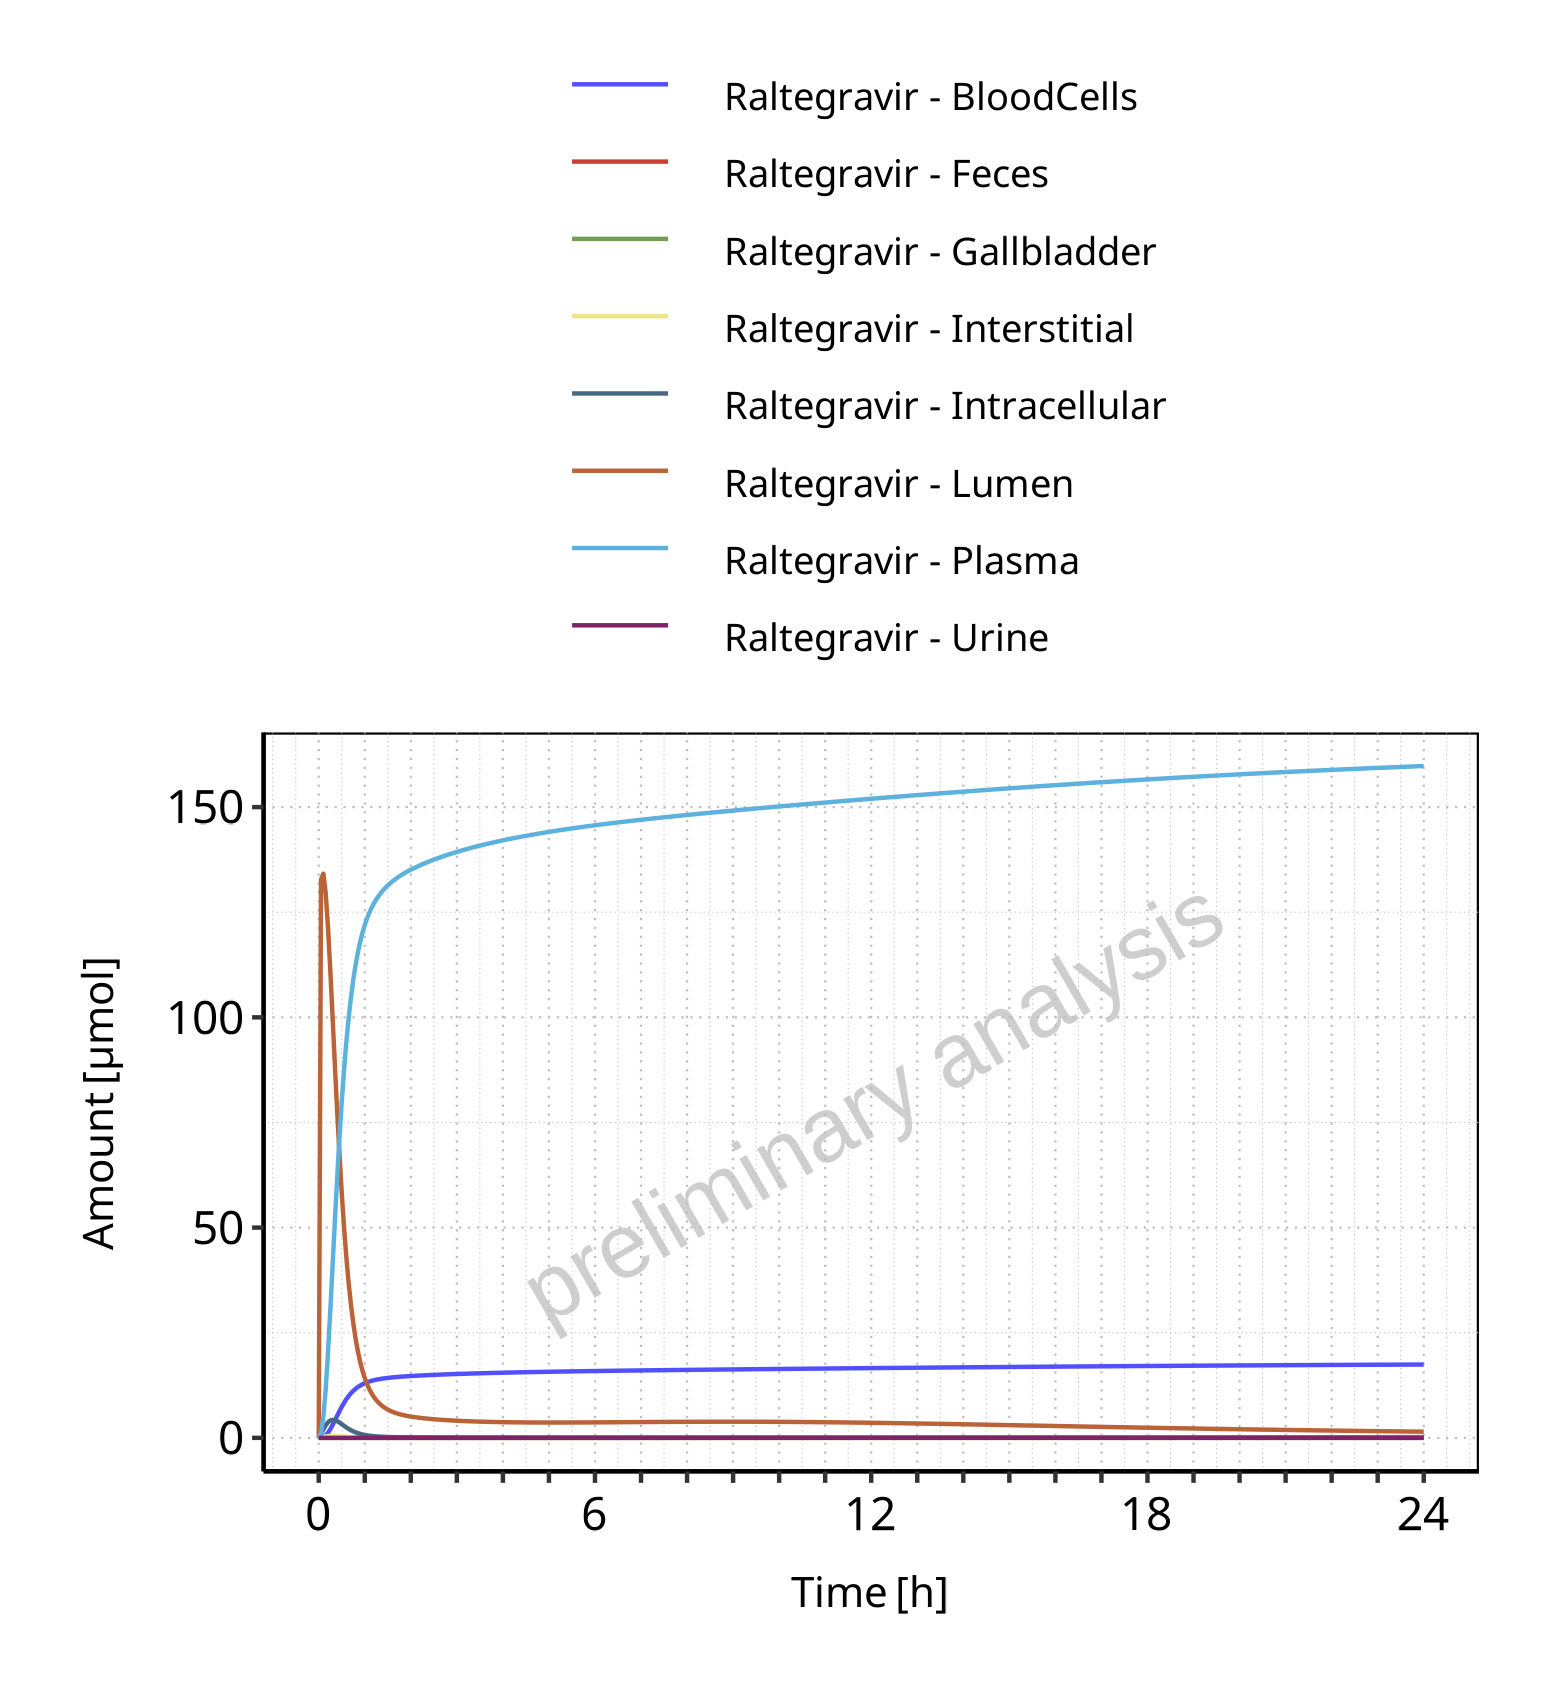 Raltegravir - BloodCells
Raltegravir - Feces
Raltegravir - Gallbladder
Raltegravir - Interstitial
Raltegravir - Intracellular
Raltegravir - Lumen
Raltegravir - Plasma
Raltegravir - Urine
Amount [µmol]
150
100
50
0
preliminary analysis
0 6 12 18 24
Time [h]